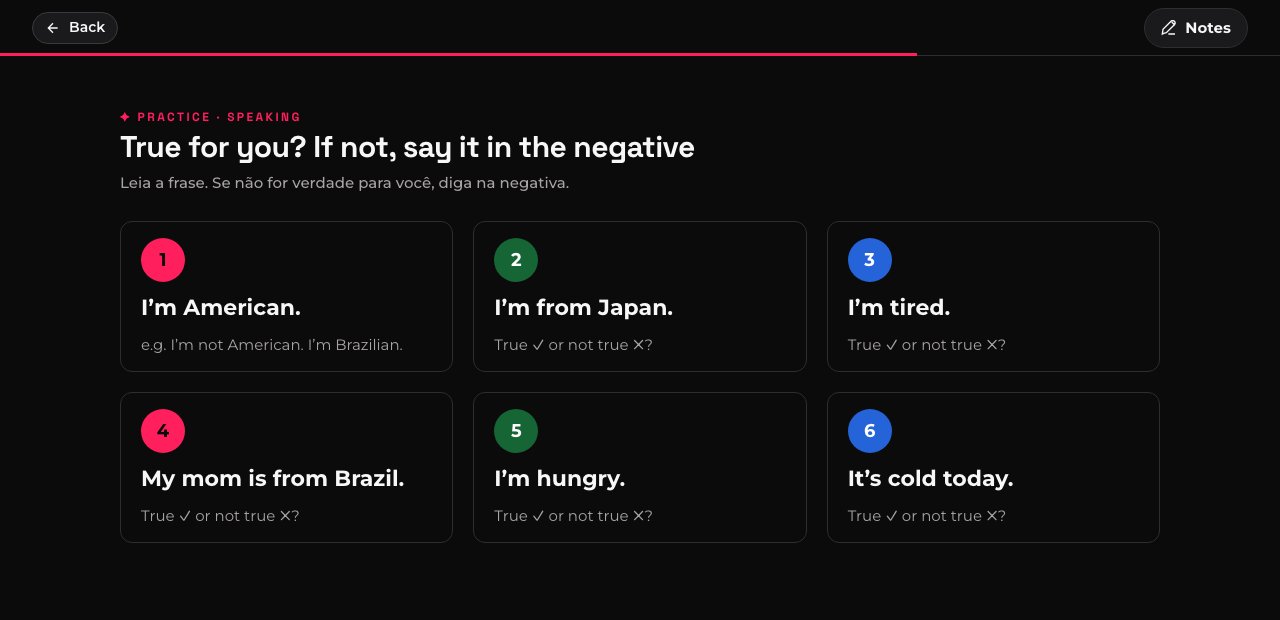 Back
Notes
✦ PRACTICE · SPEAKING
True for you? If not, say it in the negative
Leia a frase. Se não for verdade para você, diga na negativa.
1
I’m American.
e.g. I’m not American. I’m Brazilian.
2
I’m from Japan.
True ✓ or not true ✕?
3
I’m tired.
True ✓ or not true ✕?
4
My mom is from Brazil.
True ✓ or not true ✕?
5
I’m hungry.
True ✓ or not true ✕?
6
It’s cold today.
True ✓ or not true ✕?